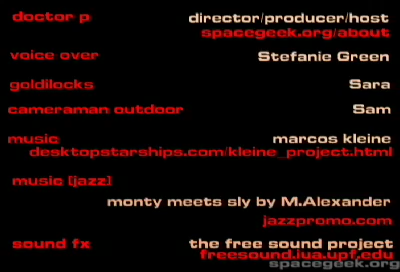 doctor p director/producer/host
spacegeek.org/about
voice over Stefanie Green
goldilocks Sara
cameraman outdoor Sam
music marcos kleine
desktopstarships.com/kleine_project.html
music [jazz]
monty meets sly by M.Alexander
jazzpromo.com
sound fx the free sound project
freesound.iua.upf.edu
spacegeek.org